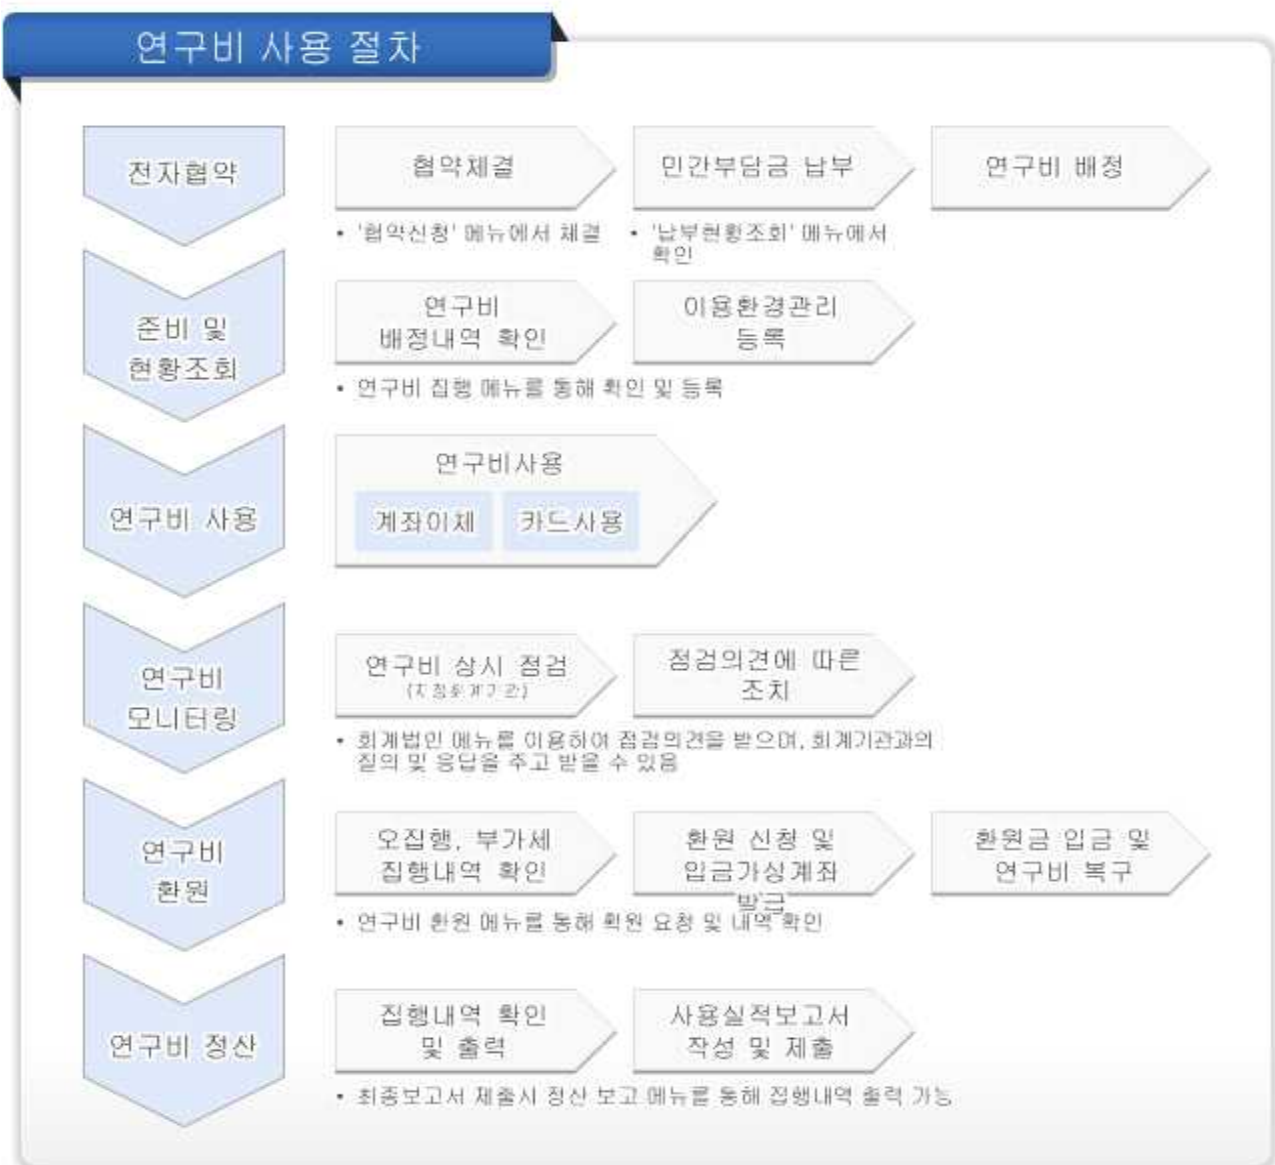 연구비 사용 절차
전자협약
협약체결
민간부담금 납부
연구비 배정
• '협약신청' 메뉴에서 체결
• '납부현황조회' 메뉴에서
확인
준비 및
현황조회
연구비
배정내역 확인
이용환경관리
등록
• 연구비 집행 메뉴를 통해 확인 및 등록
연구비 사용
연구비사용
계좌이체
카드사용
연구비
모니터링
연구비 상시 점검
(지정회계기관)
점검의견에 따른
조치
• 회계법인 메뉴를 이용하여 점검의견을 받으며, 회계기관과의
질의 및 응답을 주고 받을 수 있음
연구비
환원
오집행, 부가세
집행내역 확인
환원 신청 및
입금가상계좌
발급
환원금 입금 및
연구비 복구
• 연구비 환원 메뉴를 통해 확원 요청 및 내역 확인
연구비 정산
집행내역 확인
및 출력
사용실적보고서
작성 및 제출
• 최종보고서 제출시 정산 보고 메뉴를 통해 집행내역 출력 가능